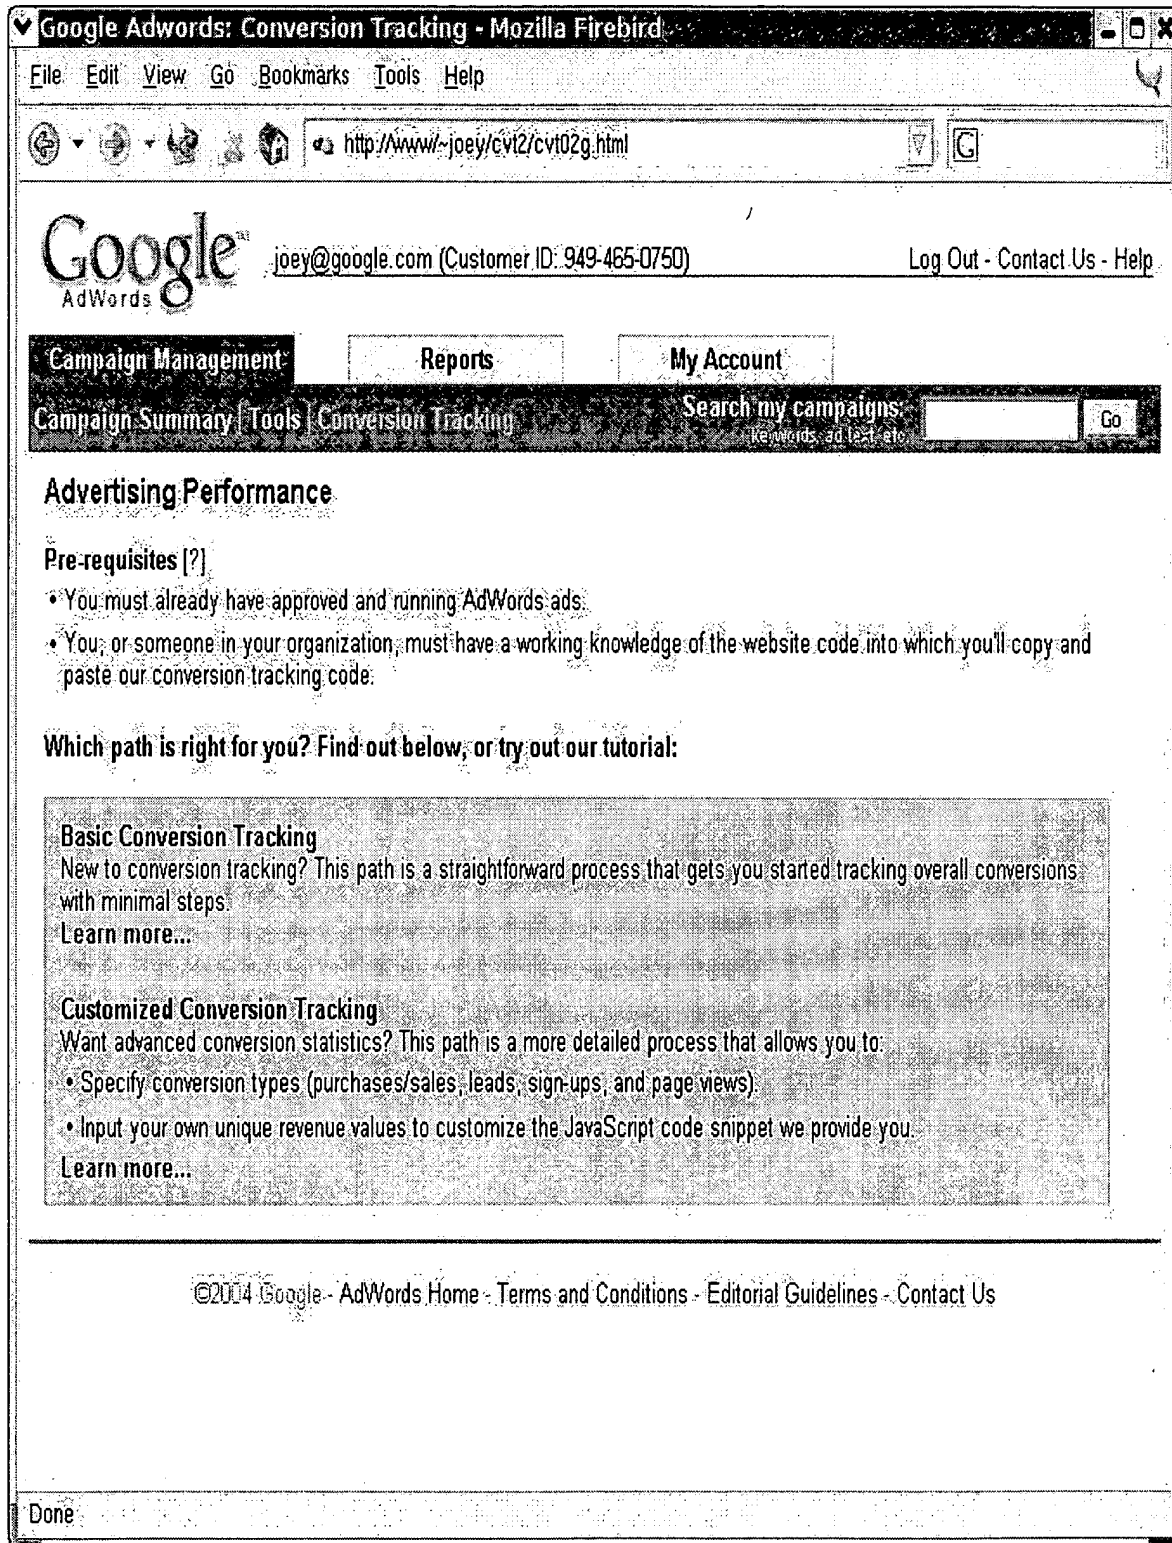 Google Adwords: Conversion Tracking - Mozilla Firebird
File Edit View Go Bookmarks Tools Help
http://www/~joey/cvt2/cvt02g.html G
Google™
AdWords
joey@google.com (Customer ID: 949-465-0750) Log Out - Contact Us - Help
Campaign Management Reports My Account
Campaign Summary | Tools | Conversion Tracking Search my campaigns: Go
keywords, ad text, etc
Advertising Performance
Pre-requisites [?]
• You must already have approved and running AdWords ads.
• You, or someone in your organization, must have a working knowledge of the website code into which you'll copy and
paste our conversion tracking code.
Which path is right for you? Find out below, or try out our tutorial:
Basic Conversion Tracking
New to conversion tracking? This path is a straightforward process that gets you started tracking overall conversions
with minimal steps.
Learn more...
Customized Conversion Tracking
Want advanced conversion statistics? This path is a more detailed process that allows you to:
• Specify conversion types (purchases/sales, leads, sign-ups, and page views).
• Input your own unique revenue values to customize the JavaScript code snippet we provide you.
Learn more...
©2004 Google - AdWords Home - Terms and Conditions - Editorial Guidelines - Contact Us
Done